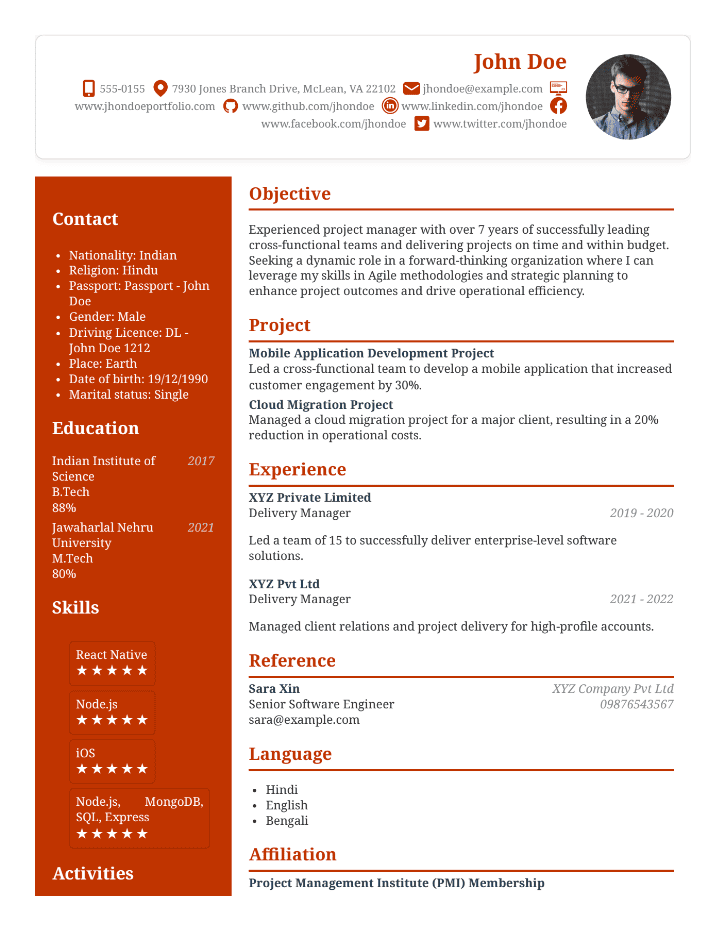 John Doe
555-0155 7930 Jones Branch Drive, McLean, VA 22102 jhondoe@example.com
www.jhondoeportfolio.com www.github.com/jhondoe www.linkedin.com/jhondoe
www.facebook.com/jhondoe www.twitter.com/jhondoe
Contact
• Nationality: Indian
• Religion: Hindu
• Passport: Passport - John
Doe
• Gender: Male
• Driving Licence: DL -
John Doe 1212
• Place: Earth
• Date of birth: 19/12/1990
• Marital status: Single
Education
Indian Institute of 2017
Science
B.Tech
88%
Jawaharlal Nehru 2021
University
M.Tech
80%
Skills
React Native
★★★★★
Node.js
★★★★★
iOS
★★★★★
Node.js, MongoDB,
SQL, Express
★★★★★
Activities
Objective
Experienced project manager with over 7 years of successfully leading
cross-functional teams and delivering projects on time and within budget.
Seeking a dynamic role in a forward-thinking organization where I can
leverage my skills in Agile methodologies and strategic planning to
enhance project outcomes and drive operational efficiency.
Project
Mobile Application Development Project
Led a cross-functional team to develop a mobile application that increased
customer engagement by 30%.
Cloud Migration Project
Managed a cloud migration project for a major client, resulting in a 20%
reduction in operational costs.
Experience
XYZ Private Limited
Delivery Manager 2019 - 2020
Led a team of 15 to successfully deliver enterprise-level software
solutions.
XYZ Pvt Ltd
Delivery Manager 2021 - 2022
Managed client relations and project delivery for high-profile accounts.
Reference
Sara Xin XYZ Company Pvt Ltd
Senior Software Engineer 09876543567
sara@example.com
Language
• Hindi
• English
• Bengali
Affiliation
Project Management Institute (PMI) Membership